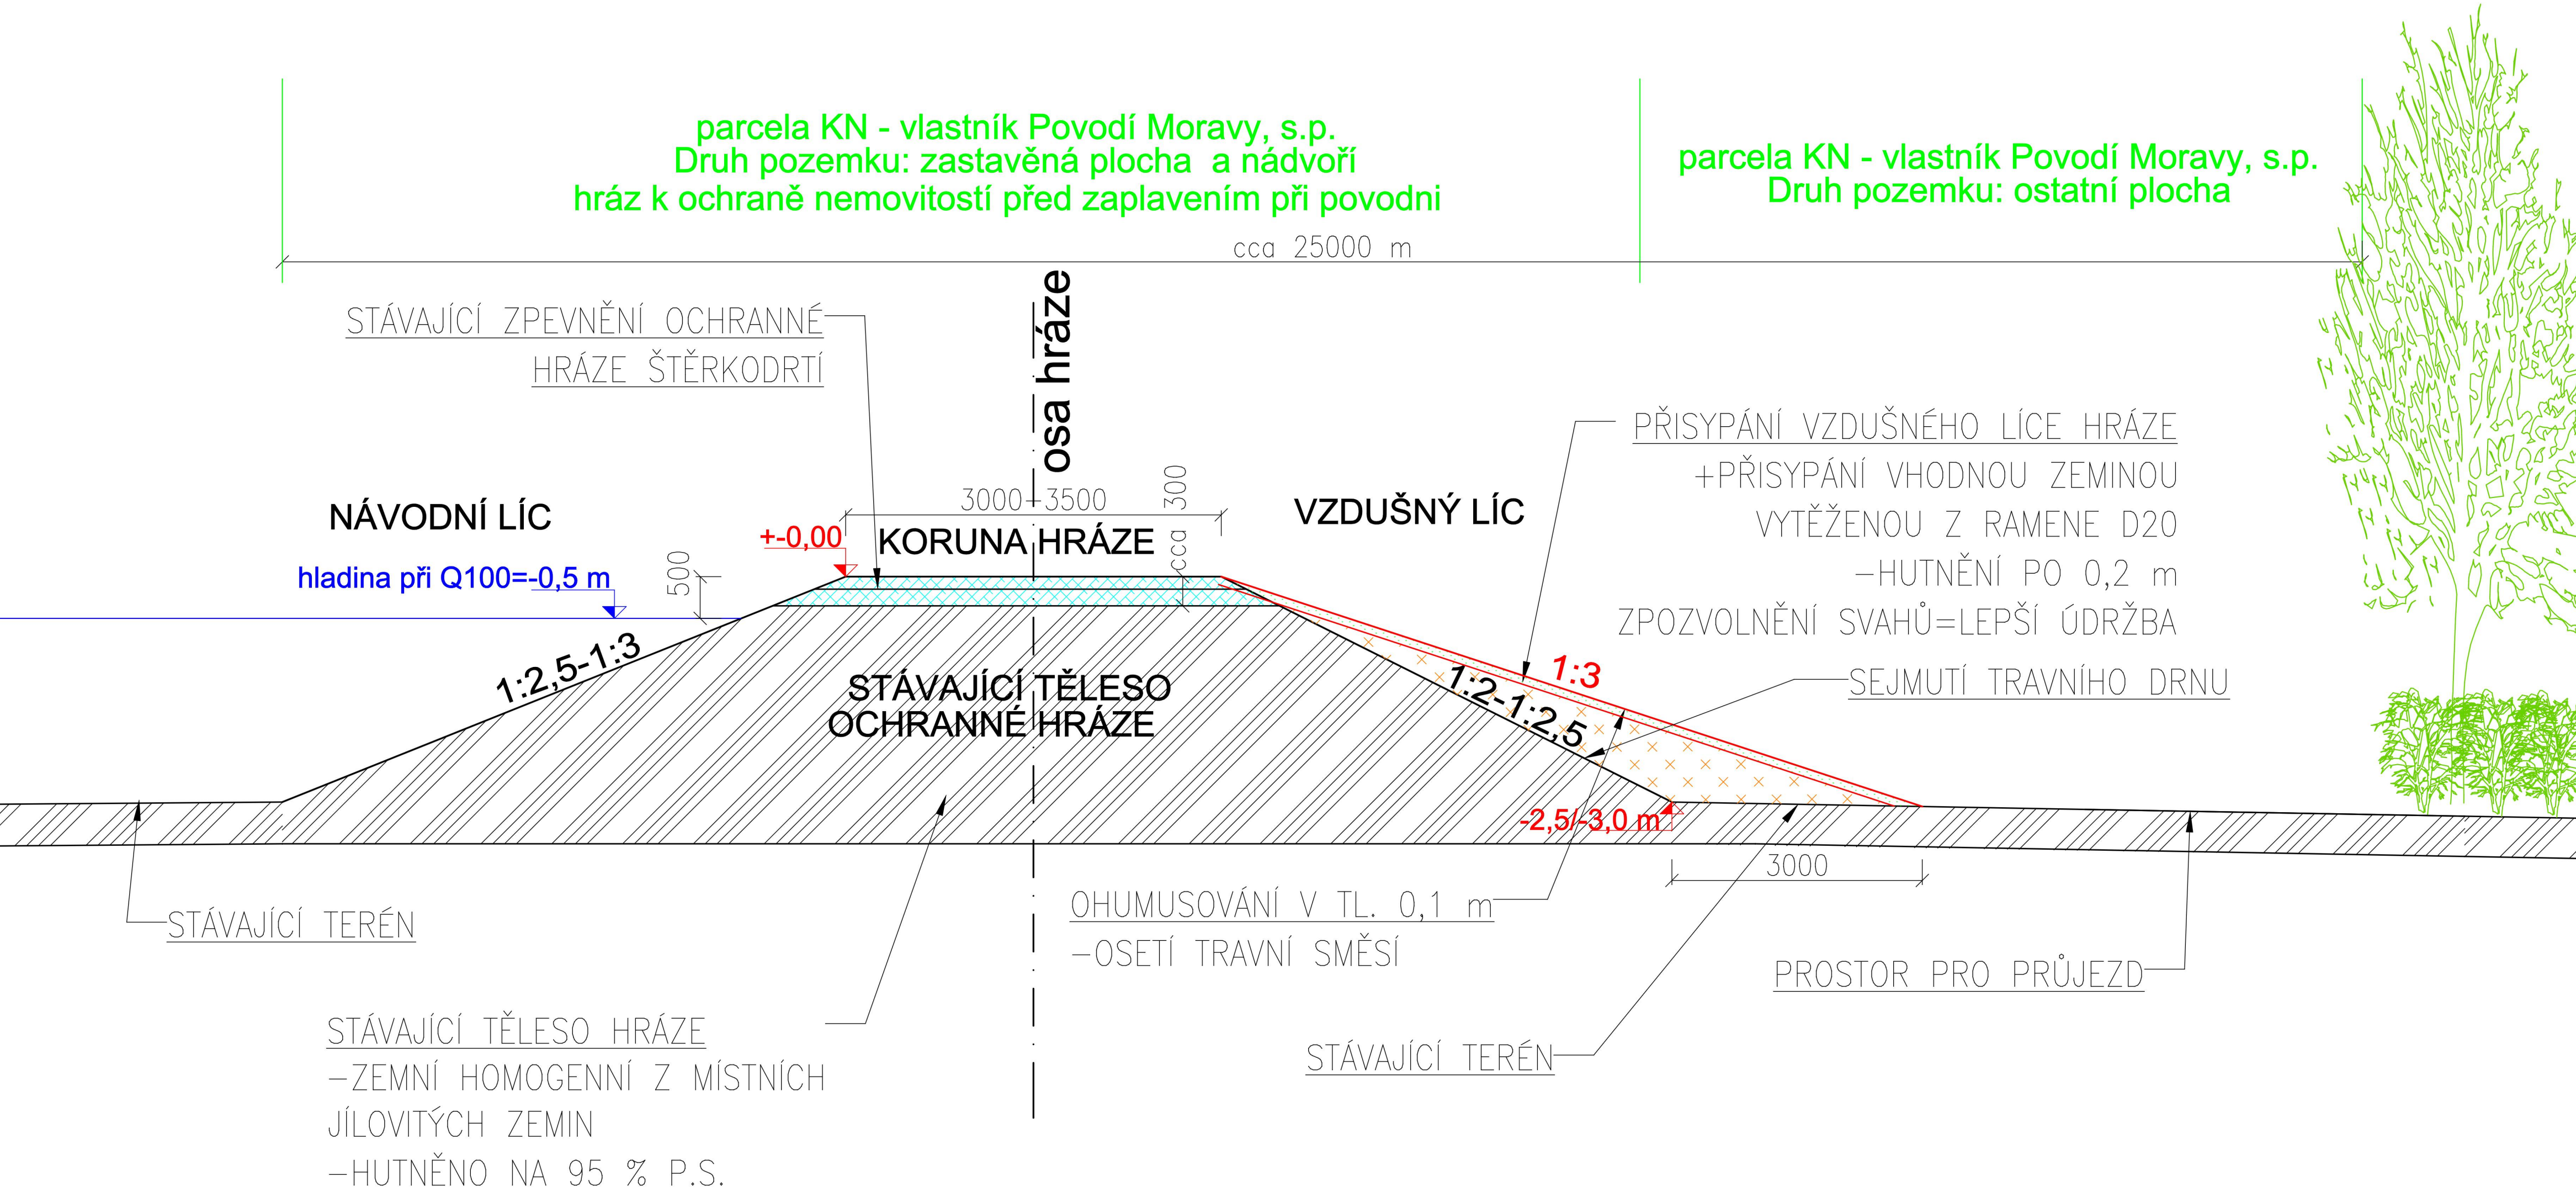 parcela KN - vlastník Povodí Moravy, s.p.
Druh pozemku: zastavěná plocha  a nádvoří
hráz k ochraně nemovitostí před zaplavením při povodni
parcela KN - vlastník Povodí Moravy, s.p.
Druh pozemku: ostatní plocha
cca 25000 m
STÁVAJÍCÍ ZPEVNĚNÍ OCHRANNÉ
HRÁZE ŠTĚRKODRTÍ
osa hráze
NÁVODNÍ LÍC
hladina při Q100=-0,5 m
500
+-0,00
3000-3500
KORUNA HRÁZE
cca 300
VZDUŠNÝ LÍC
PŘISYPÁNÍ VZDUŠNÉHO LÍCE HRÁZE
+PŘISYPÁNÍ VHODNOU ZEMINOU
VYTĚŽENOU Z RAMENE D20
-HUTNĚNÍ PO 0,2 m
ZPOZVOLNĚNÍ SVAHŮ=LEPŠÍ ÚDRŽBA
SEJMUTÍ TRAVNÍHO DRNU
1:2,5-1:3
STÁVAJÍCÍ TĚLESO
OCHRANNÉ HRÁZE
1:3
1:2-1:2,5
-2,5/-3,0 m
3000
STÁVAJÍCÍ TERÉN
OHUMUSOVÁNÍ V TL. 0,1 m
-OSETÍ TRAVNÍ SMĚSÍ
PROSTOR PRO PRŮJEZD
STÁVAJÍCÍ TERÉN
STÁVAJÍCÍ TĚLESO HRÁZE
-ZEMNÍ HOMOGENNÍ Z MÍSTNÍCH
JÍLOVITÝCH ZEMIN
-HUTNĚNO NA 95 % P.S.